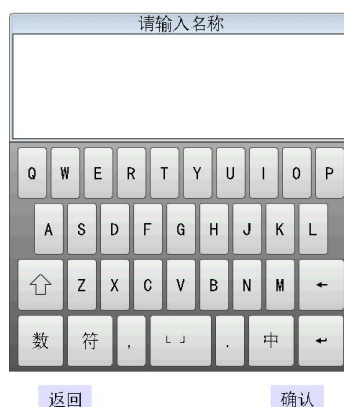 请输入名称
Q W E R T Y U I O P
A S D F G H J K L
Z X C V B N M ←
数 符 , . 中 ↵
返回 确认